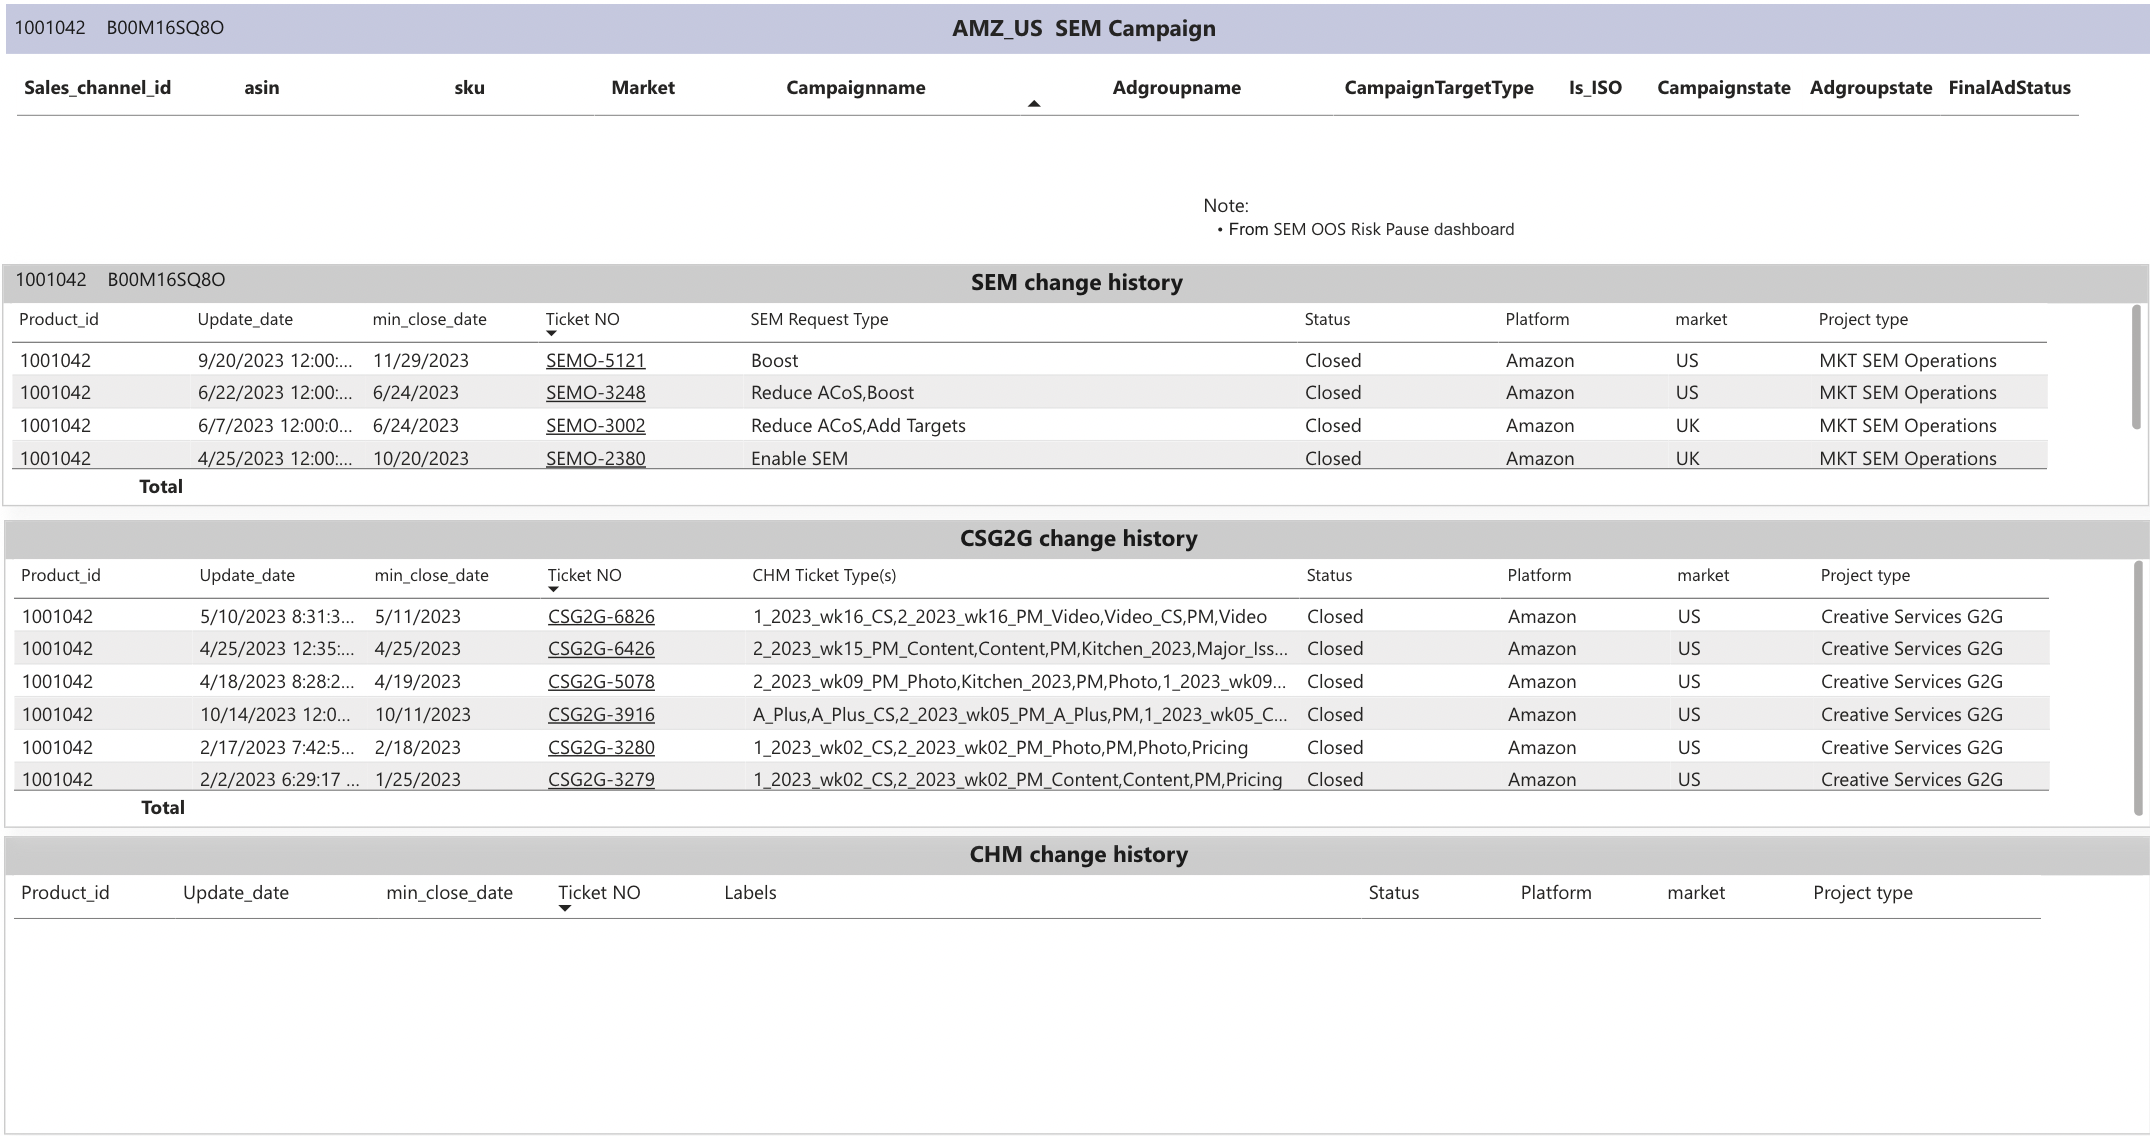 1001042 B00M16SQ8O AMZ_US SEM Campaign
Sales_channel_id asin sku Market Campaignname Adgroupname CampaignTargetType Is_ISO Campaignstate Adgroupstate FinalAdStatus
Note:
• From SEM OOS Risk Pause dashboard
1001042 B00M16SQ8O SEM change history
Product_id Update_date min_close_date Ticket NO SEM Request Type Status Platform market Project type
1001042 9/20/2023 12:00:... 11/29/2023 SEMO-5121 Boost Closed Amazon US MKT SEM Operations
1001042 6/22/2023 12:00:... 6/24/2023 SEMO-3248 Reduce ACoS,Boost Closed Amazon US MKT SEM Operations
1001042 6/7/2023 12:00:0... 6/24/2023 SEMO-3002 Reduce ACoS,Add Targets Closed Amazon UK MKT SEM Operations
1001042 4/25/2023 12:00:... 10/20/2023 SEMO-2380 Enable SEM Closed Amazon UK MKT SEM Operations
Total
CSG2G change history
Product_id Update_date min_close_date Ticket NO CHM Ticket Type(s) Status Platform market Project type
1001042 5/10/2023 8:31:3... 5/11/2023 CSG2G-6826 1_2023_wk16_CS,2_2023_wk16_PM_Video,Video_CS,PM,Video Closed Amazon US Creative Services G2G
1001042 4/25/2023 12:35:... 4/25/2023 CSG2G-6426 2_2023_wk15_PM_Content,Content,PM,Kitchen_2023,Major_Iss... Closed Amazon US Creative Services G2G
1001042 4/18/2023 8:28:2... 4/19/2023 CSG2G-5078 2_2023_wk09_PM_Photo,Kitchen_2023,PM,Photo,1_2023_wk09... Closed Amazon US Creative Services G2G
1001042 10/14/2023 12:0... 10/11/2023 CSG2G-3916 A_Plus,A_Plus_CS,2_2023_wk05_PM_A_Plus,PM,1_2023_wk05_C... Closed Amazon US Creative Services G2G
1001042 2/17/2023 7:42:5... 2/18/2023 CSG2G-3280 1_2023_wk02_CS,2_2023_wk02_PM_Photo,PM,Photo,Pricing Closed Amazon US Creative Services G2G
1001042 2/2/2023 6:29:17 ... 1/25/2023 CSG2G-3279 1_2023_wk02_CS,2_2023_wk02_PM_Content,Content,PM,Pricing Closed Amazon US Creative Services G2G
Total
CHM change history
Product_id Update_date min_close_date Ticket NO Labels Status Platform market Project type